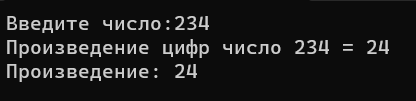 Введите число:234
Произведение цифр число 234 = 24
Произведение: 24